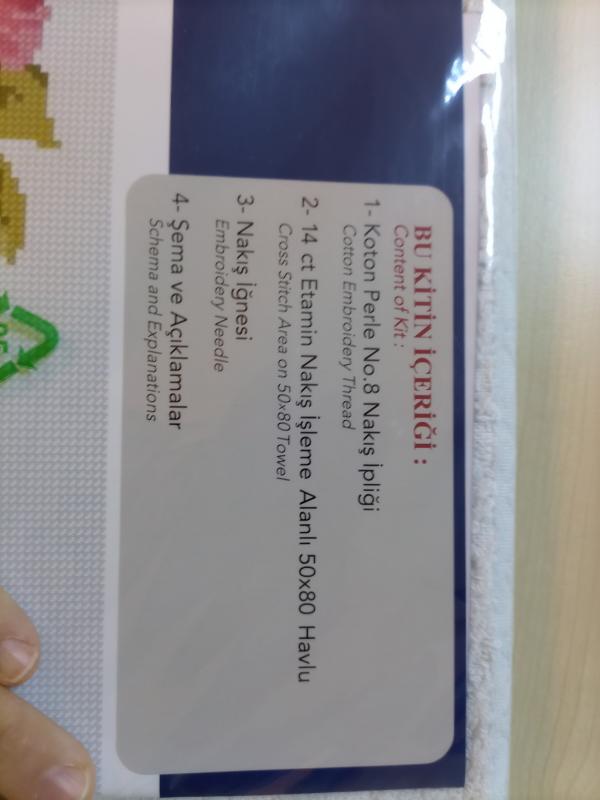 BU KİTİN İÇERİĞİ :
Content of Kit :
1- Koton Perle No.8 Nakış İpliği
Cotton Embroidery Thread
2- 14 ct Etamin Nakış İşleme Alanlı 50x80 Havlu
Cross Stitch Area on 50x80 Towel
3- Nakış İğnesi
Embroidery Needle
4- Şema ve Açıklamalar
Schema and Explanations